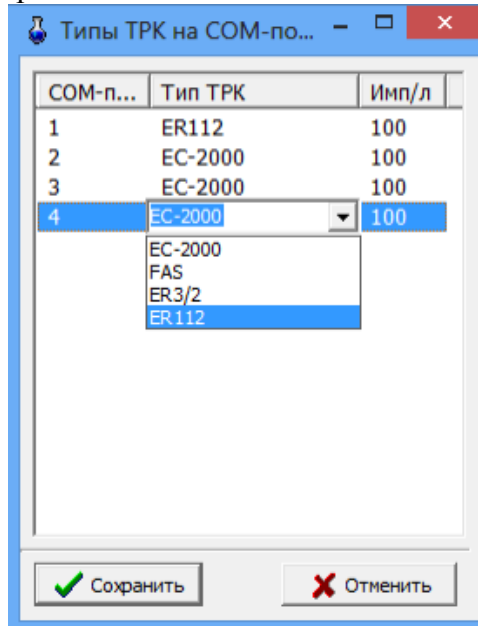 Типы ТРК на COM-по...
COM-п... Тип ТРК Имп/л
1 ER112 100
2 EC-2000 100
3 EC-2000 100
4 EC-2000 100
EC-2000
FAS
ER3/2
ER112
Сохранить Отменить